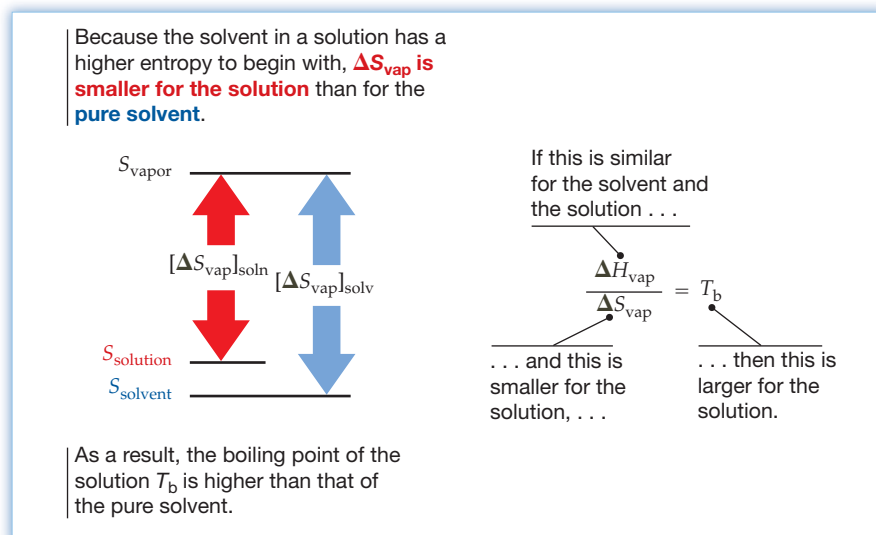 Because the solvent in a solution has a
higher entropy to begin with, ΔSvap is
smaller for the solution than for the
pure solvent.
Svapor
[ΔSvap]soln
[ΔSvap]solv
Ssolution
Ssolvent
If this is similar
for the solvent and
the solution . . .
ΔHvap
ΔSvap
= Tb
. . . and this is
smaller for the
solution, . . .
. . . then this is
larger for the
solution.
As a result, the boiling point of the
solution Tb is higher than that of
the pure solvent.